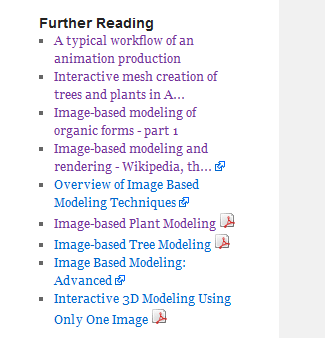 Further Reading
A typical workflow of an
animation production
Interactive mesh creation of
trees and plants in A...
Image-based modeling of
organic forms - part 1
Image-based modeling and
rendering - Wikipedia, th...
Overview of Image Based
Modeling Techniques
Image-based Plant Modeling
Image-based Tree Modeling
Image Based Modeling:
Advanced
Interactive 3D Modeling Using
Only One Image